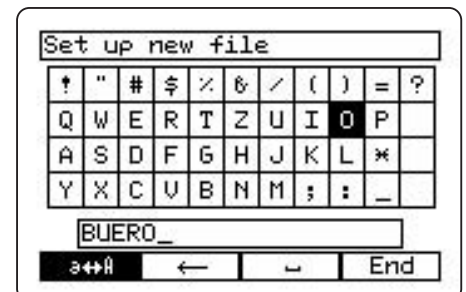 Set up new file
! " # $ % & / ( ) = ?
Q W E R T Z U I O P
A S D F G H J K L *
Y X C V B N M ; : _
BUERO_
a↔A ← ⎵ End